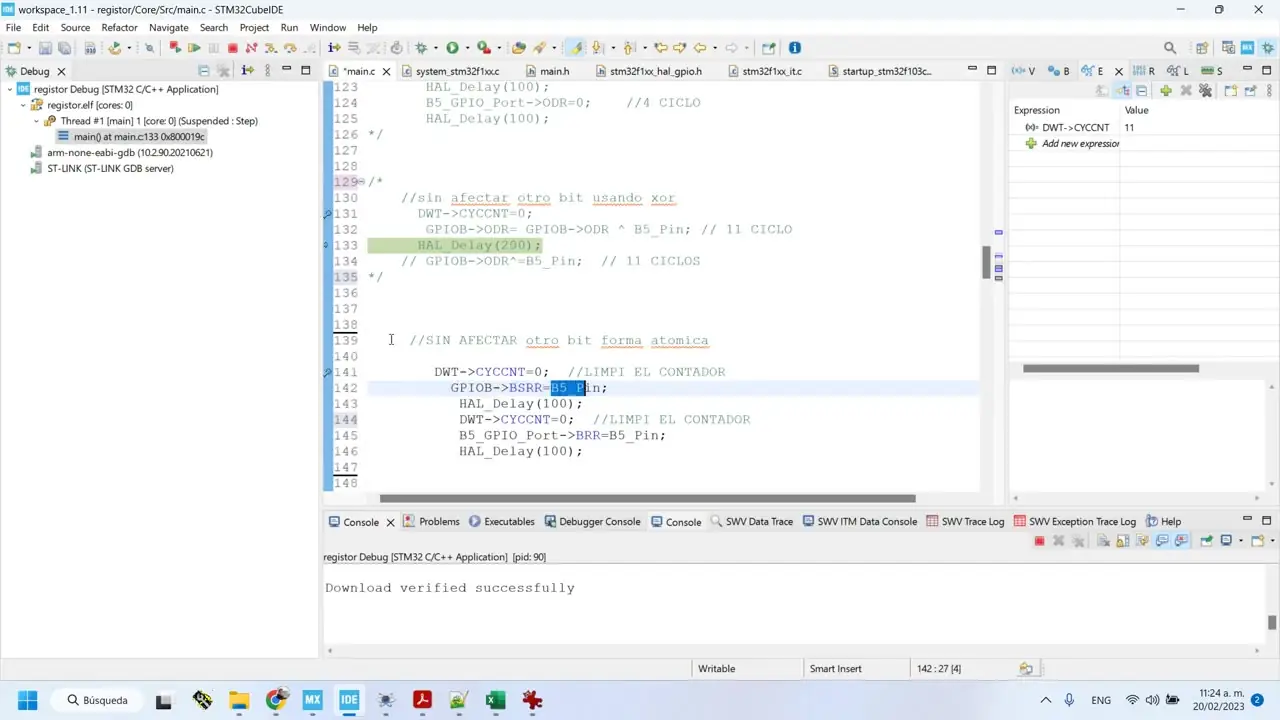 workspace_1.11 - registor/Core/Src/main.c - STM32CubeIDE
File Edit Source Refactor Navigate Search Project Run Window Help
Debug
*main.c system_stm32f1xx.c main.h stm32f1xx_hal_gpio.h stm32f1xx_it.c startup_stm32f103c...
registor Debug [STM32 C/C++ Application]
registor.elf [cores: 0]
Thread #1 [main] 1 [core: 0] (Suspended : Step)
main() at main.c:133 0x800019c
arm-none-eabi-gdb (10.2.90.20210621)
ST-LINK (ST-LINK GDB server)
123 HAL_Delay(100);
124 B5_GPIO_Port->ODR=0; //4 CICLO
125 HAL_Delay(100);
126 */
127
128
129 /*
130 //sin afectar otro bit usando xor
131 DWT->CYCCNT=0;
132 GPIOB->ODR= GPIOB->ODR ^ B5_Pin; // 11 CICLO
133 HAL_Delay(200);
134 // GPIOB->ODR^=B5_Pin; // 11 CICLOS
135 */
136
137
138
139 //SIN AFECTAR otro bit forma atomica
140
141 DWT->CYCCNT=0; //LIMPI EL CONTADOR
142 GPIOB->BSRR=B5_Pin;
143 HAL_Delay(100);
144 DWT->CYCCNT=0; //LIMPI EL CONTADOR
145 B5_GPIO_Port->BRR=B5_Pin;
146 HAL_Delay(100);
147
148
Expression Value
DWT->CYCCNT 11
Add new expression
Console Problems Executables Debugger Console Console SWV Data Trace SWV ITM Data Console SWV Trace Log SWV Exception Trace Log Help
registor Debug [STM32 C/C++ Application] [pid: 90]
Download verified successfully
Writable Smart Insert 142 : 27 [4]
Búsqueda
ENG
11:24 a. m.
20/02/2023